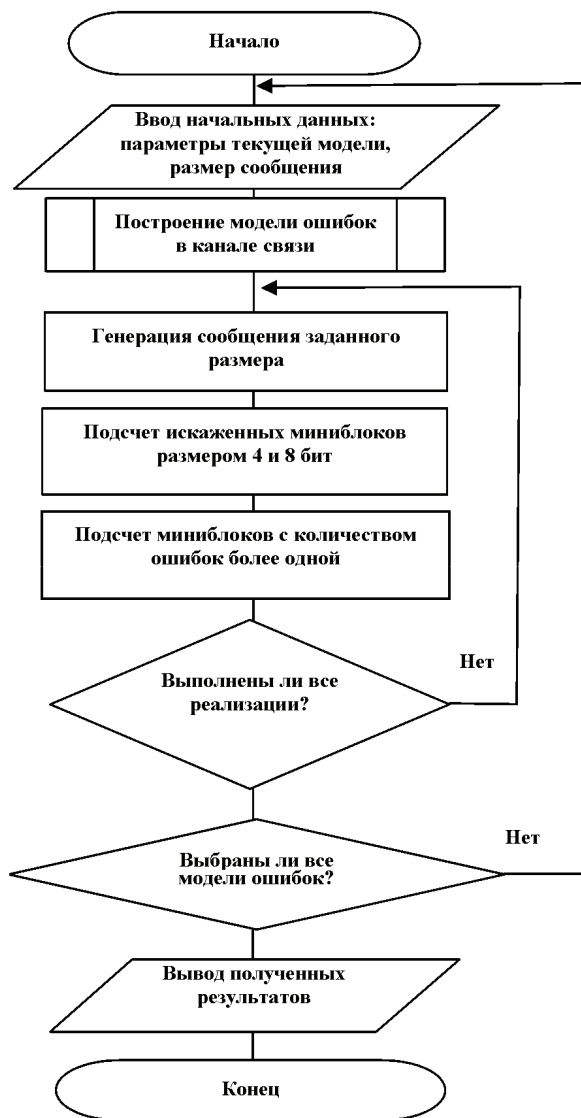 Начало
Ввод начальных данных:
параметры текущей модели,
размер сообщения
Построение модели ошибок
в канале связи
Генерация сообщения заданного
размера
Подсчет искаженных миниблоков
размером 4 и 8 бит
Подсчет миниблоков с количеством
ошибок более одной
Выполнены ли все
реализации?
Нет
Выбраны ли все
модели ошибок?
Нет
Вывод полученных
результатов
Конец